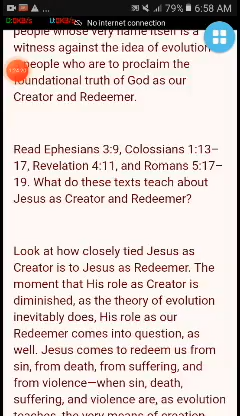 79% 6:58 AM
No internet connection
people whose very name itself is a
witness against the idea of evolution
people who are to proclaim the
foundational truth of God as our
Creator and Redeemer.
Read Ephesians 3:9, Colossians 1:13–
17, Revelation 4:11, and Romans 5:17–
19. What do these texts teach about
Jesus as Creator and Redeemer?
Look at how closely tied Jesus as
Creator is to Jesus as Redeemer. The
moment that His role as Creator is
diminished, as the theory of evolution
inevitably does, His role as our
Redeemer comes into question, as
well. Jesus comes to redeem us from
sin, from death, from suffering, and
from violence—when sin, death,
suffering, and violence are, as evolution
teaches, the very means of creation